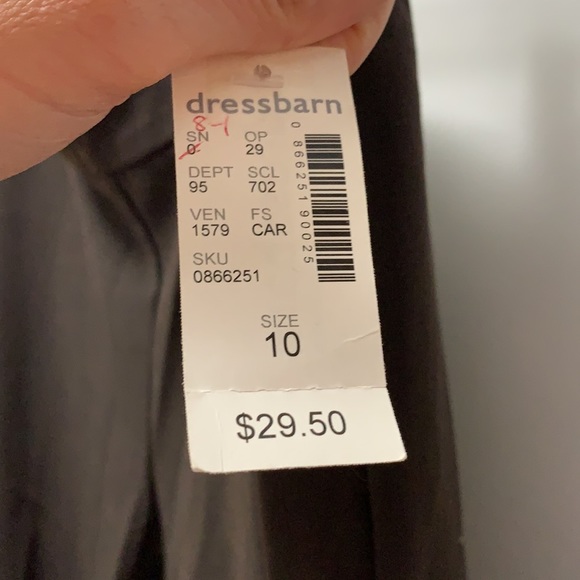 dressbarn
8-1
SN OP
0 29
DEPT SCL
95 702
VEN FS
1579 CAR
SKU
0866251
0 866251 90025
SIZE
10
$29.50